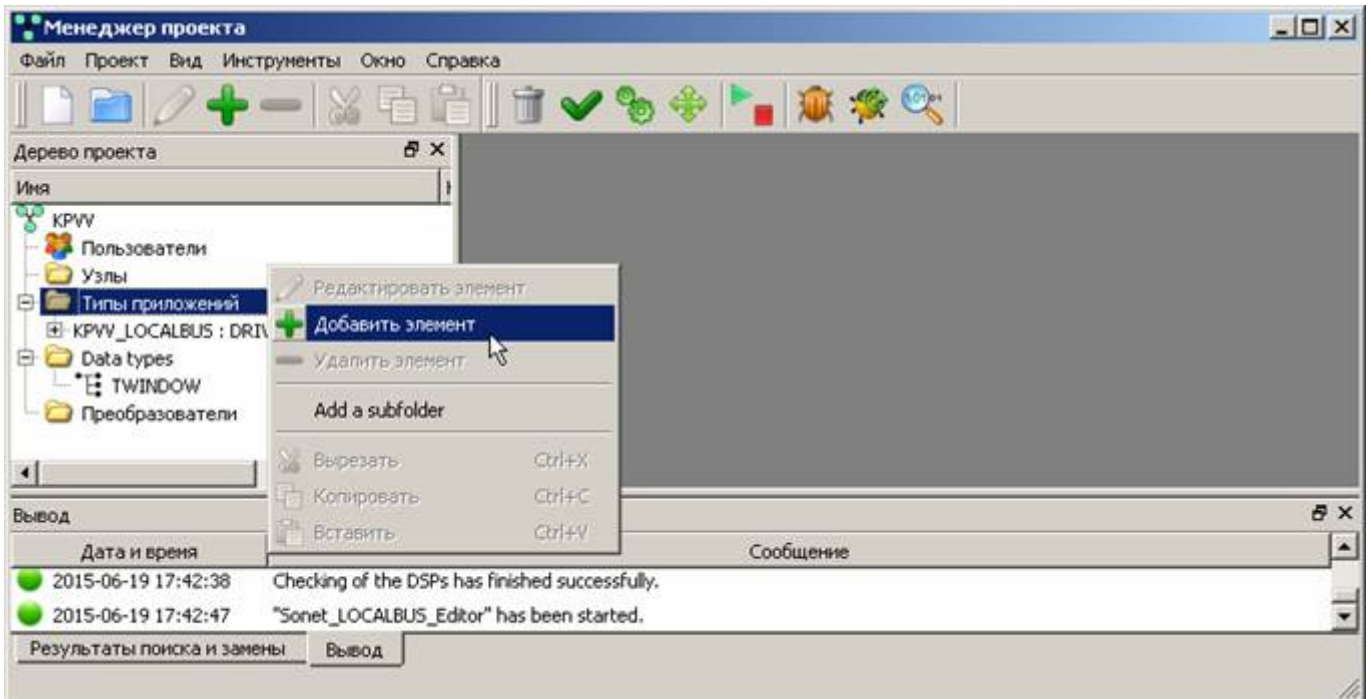 Менеджер проекта
Файл Проект Вид Инструменты Окно Справка
Дерево проекта
Имя
KPVV
Пользователи
Узлы
Типы приложений
KPVV_LOCALBUS : DRIV
Data types
TWINDOW
Преобразователи
Редактировать элемент
Добавить элемент
Удалить элемент
Add a subfolder
Вырезать Ctrl+X
Копировать Ctrl+C
Вставить Ctrl+V
Вывод
Дата и время Сообщение
2015-06-19 17:42:38 Checking of the DSPs has finished successfully.
2015-06-19 17:42:47 "Sonet_LOCALBUS_Editor" has been started.
Результаты поиска и замены Вывод